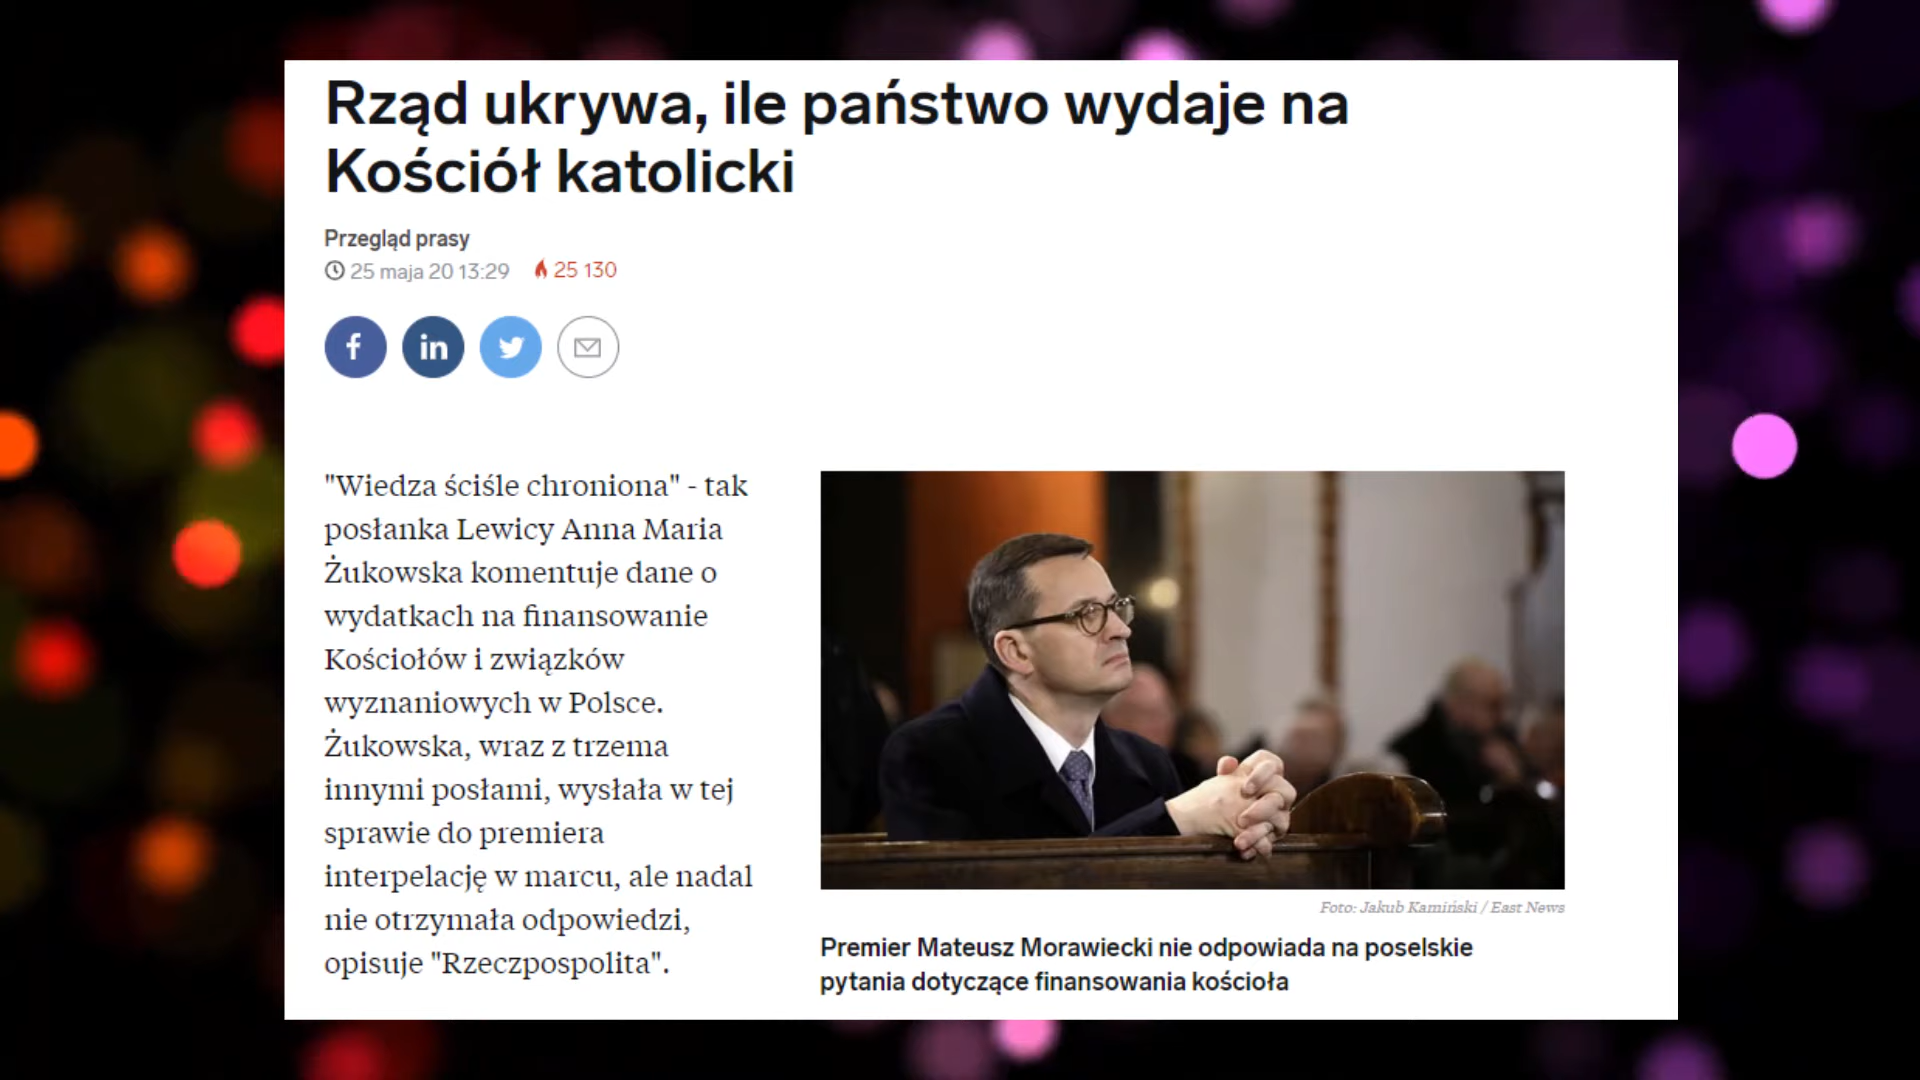 Rząd ukrywa, ile państwo wydaje na
Kościół katolicki
Przegląd prasy
25 maja 20 13:29 25 130
f in
"Wiedza ściśle chroniona" - tak
posłanka Lewicy Anna Maria
Żukowska komentuje dane o
wydatkach na finansowanie
Kościołów i związków
wyznaniowych w Polsce.
Żukowska, wraz z trzema
innymi posłami, wysłała w tej
sprawie do premiera
interpelację w marcu, ale nadal
nie otrzymała odpowiedzi,
opisuje "Rzeczpospolita".
Foto: Jakub Kamiński / East News
Premier Mateusz Morawiecki nie odpowiada na poselskie
pytania dotyczące finansowania kościoła